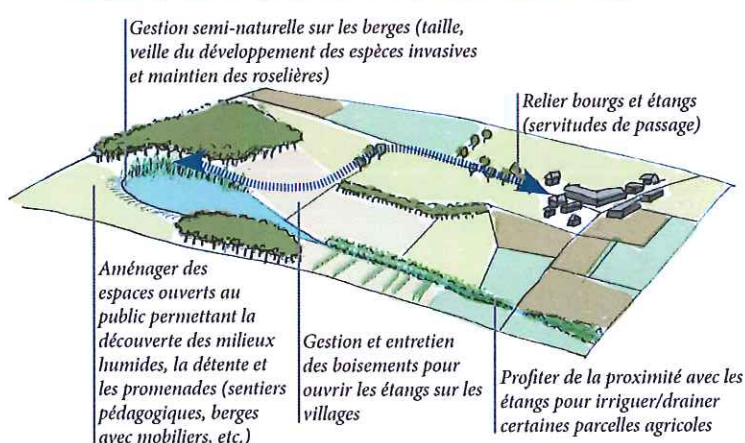 Gestion semi-naturelle sur les berges (taille,
veille du développement des espèces invasives
et maintien des roselières)
Relier bourgs et étangs
(servitudes de passage)
Aménager des
espaces ouverts au
public permettant la
découverte des milieux
humides, la détente et
les promenades (sentiers
pédagogiques, berges
avec mobiliers, etc.)
Gestion et entretien
des boisements pour
ouvrir les étangs sur les
villages
Profiter de la proximité avec les
étangs pour irriguer/drainer
certaines parcelles agricoles